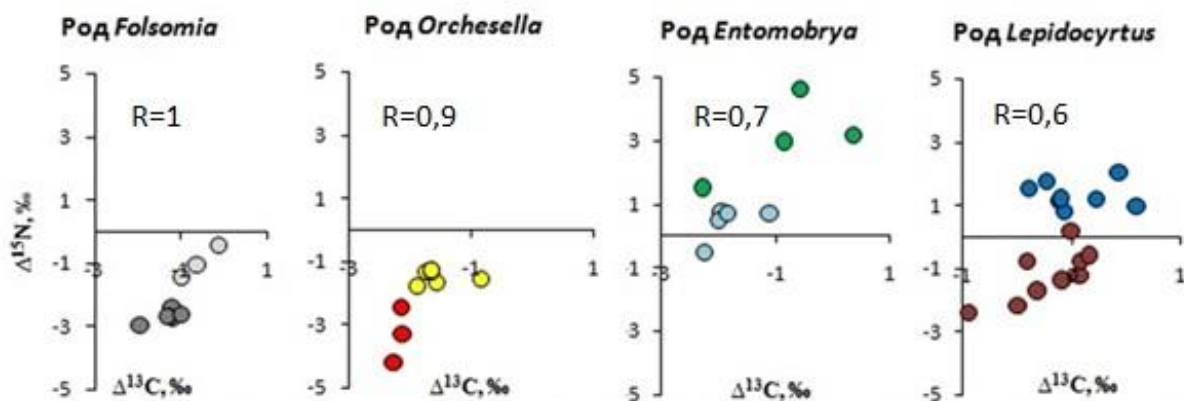 Род Folsomia
Род Orchesella
Род Entomobrya
Род Lepidocyrtus
R=1
R=0,9
R=0,7
R=0,6
Δ¹⁵N, ‰
5
3
1
-1
-3
-5
-3
-1
1
Δ¹³C, ‰
5
3
1
-1
-3
-5
-3
-1
1
Δ¹³C, ‰
5
3
1
-1
-3
-5
-3
-1
1
Δ¹³C, ‰
5
3
1
-1
-3
-5
-3
-1
1
Δ¹³C, ‰